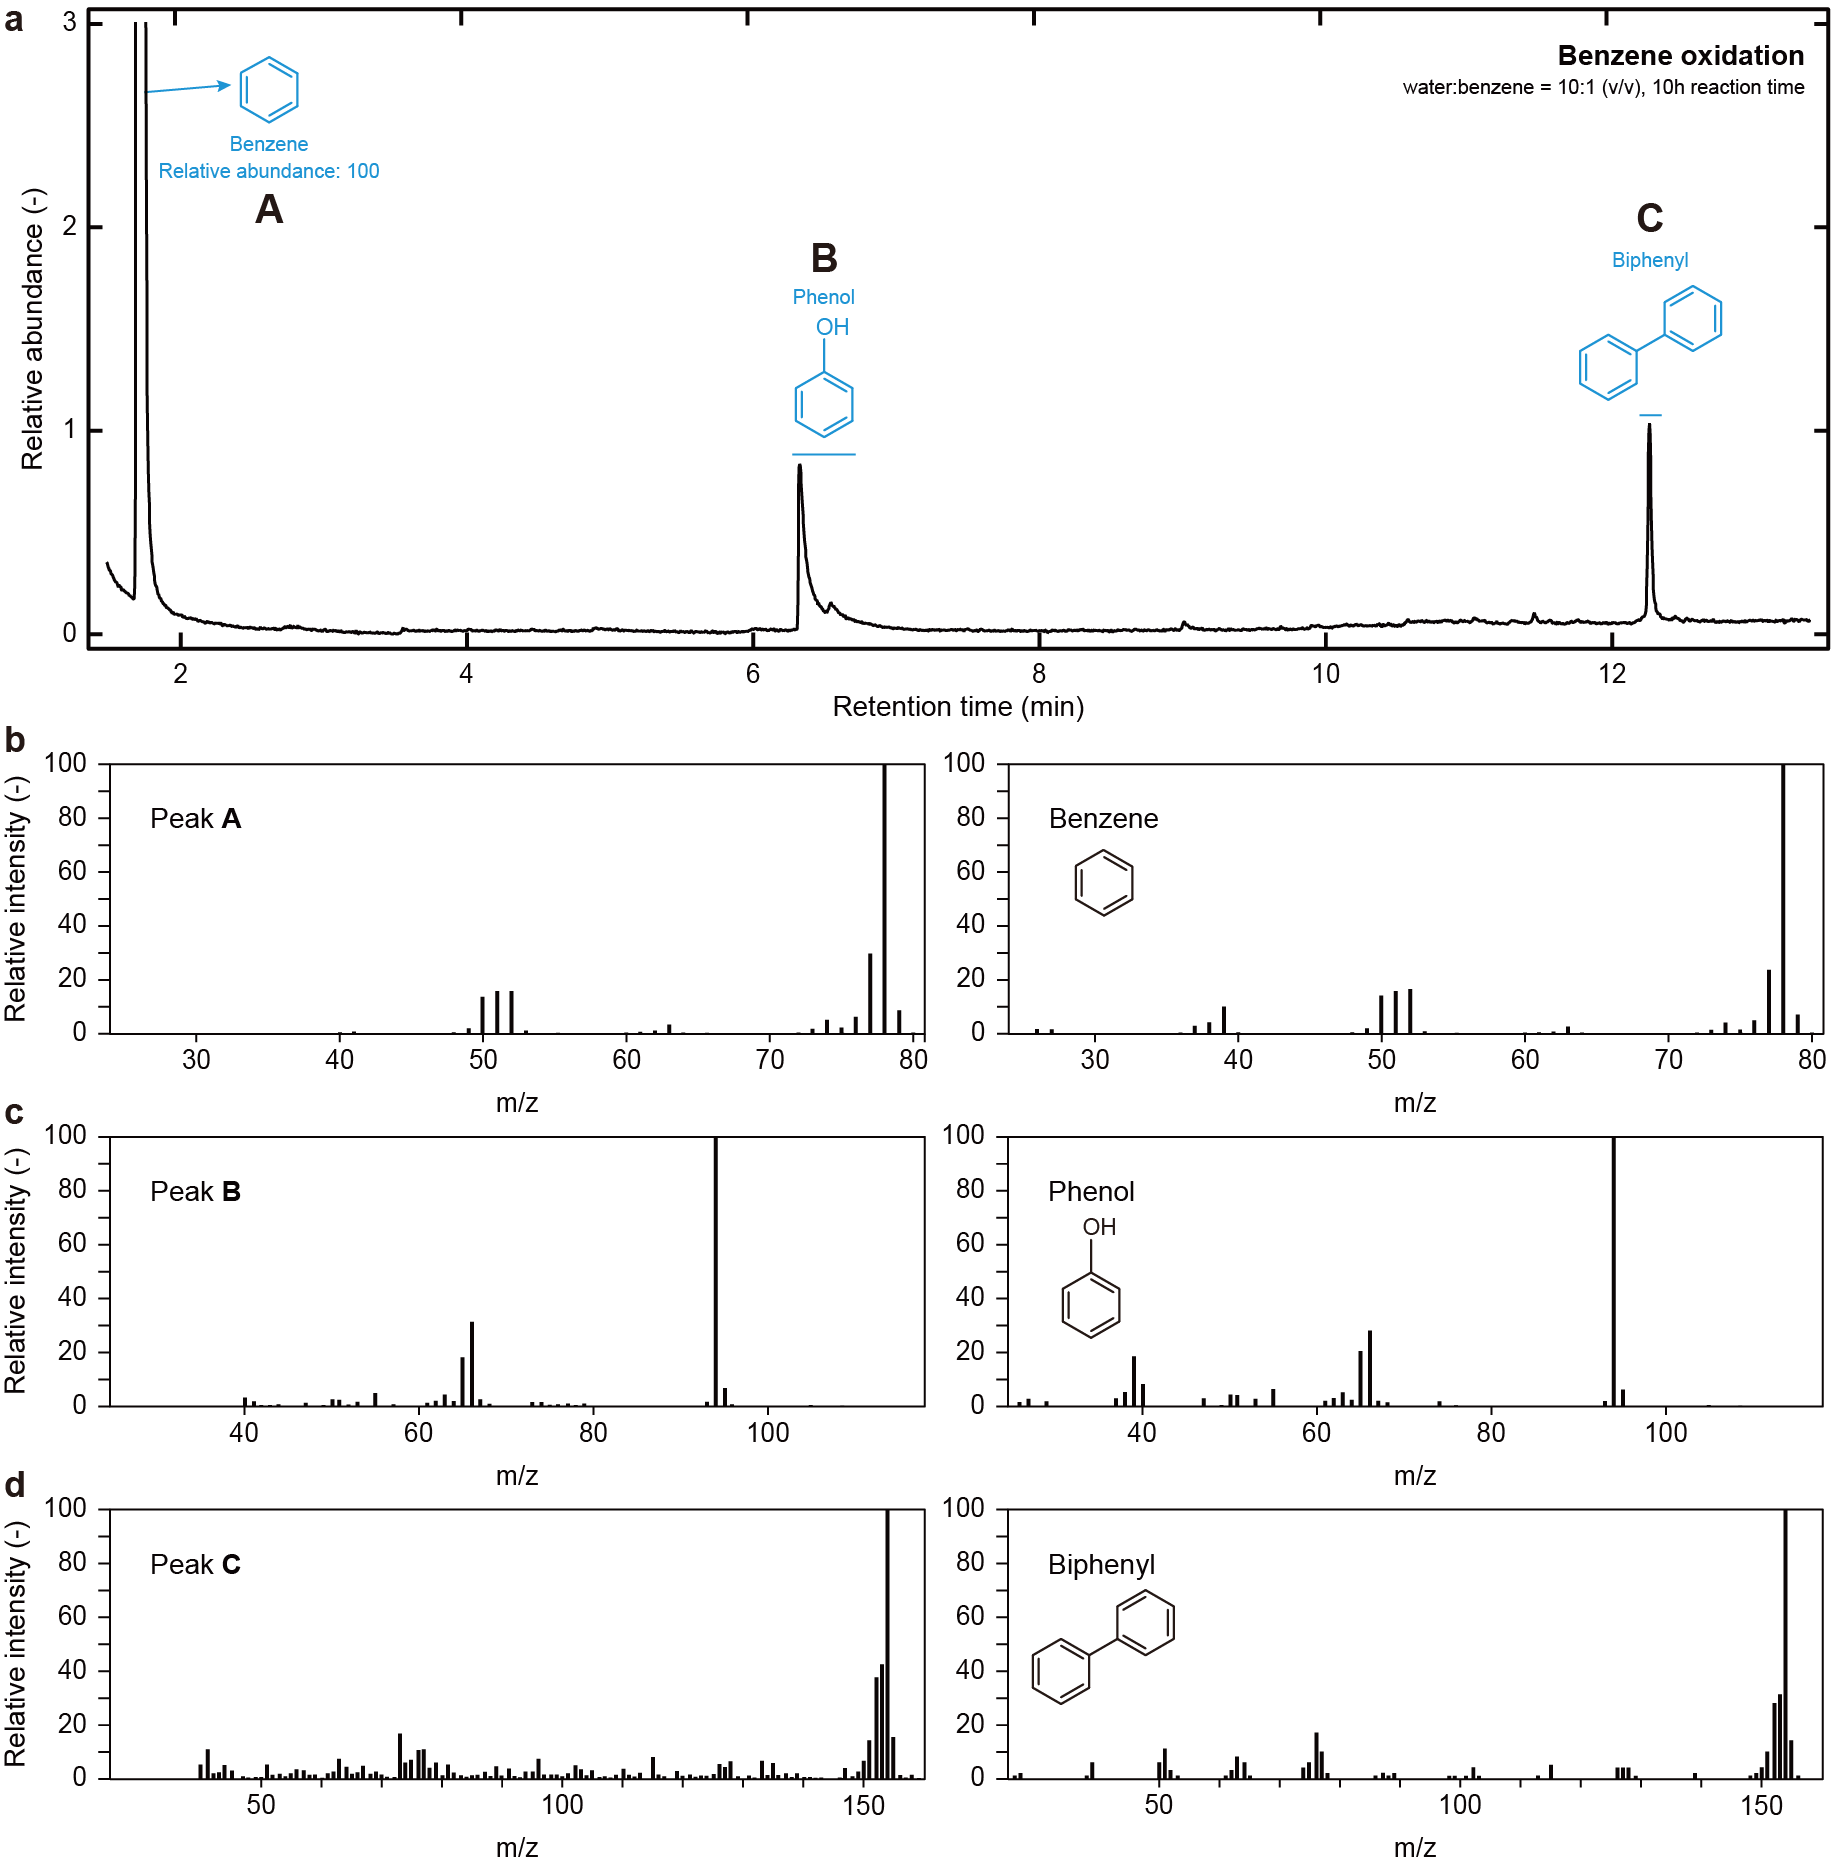 a
Relative abundance (-)
3
2
1
0
Benzene oxidation
water:benzene = 10:1 (v/v), 10h reaction time
Benzene
Relative abundance: 100
A
B
Phenol
OH
C
Biphenyl
2 4 6 8 10 12
Retention time (min)
b
Relative intensity (-)
100
80
60
40
20
0
Peak A
30 40 50 60 70 80
m/z
100
80
60
40
20
0
Benzene
30 40 50 60 70 80
m/z
c
Relative intensity (-)
100
80
60
40
20
0
Peak B
40 60 80 100
m/z
100
80
60
40
20
0
Phenol
OH
40 60 80 100
m/z
d
Relative intensity (-)
100
80
60
40
20
0
Peak C
50 100 150
m/z
100
80
60
40
20
0
Biphenyl
50 100 150
m/z